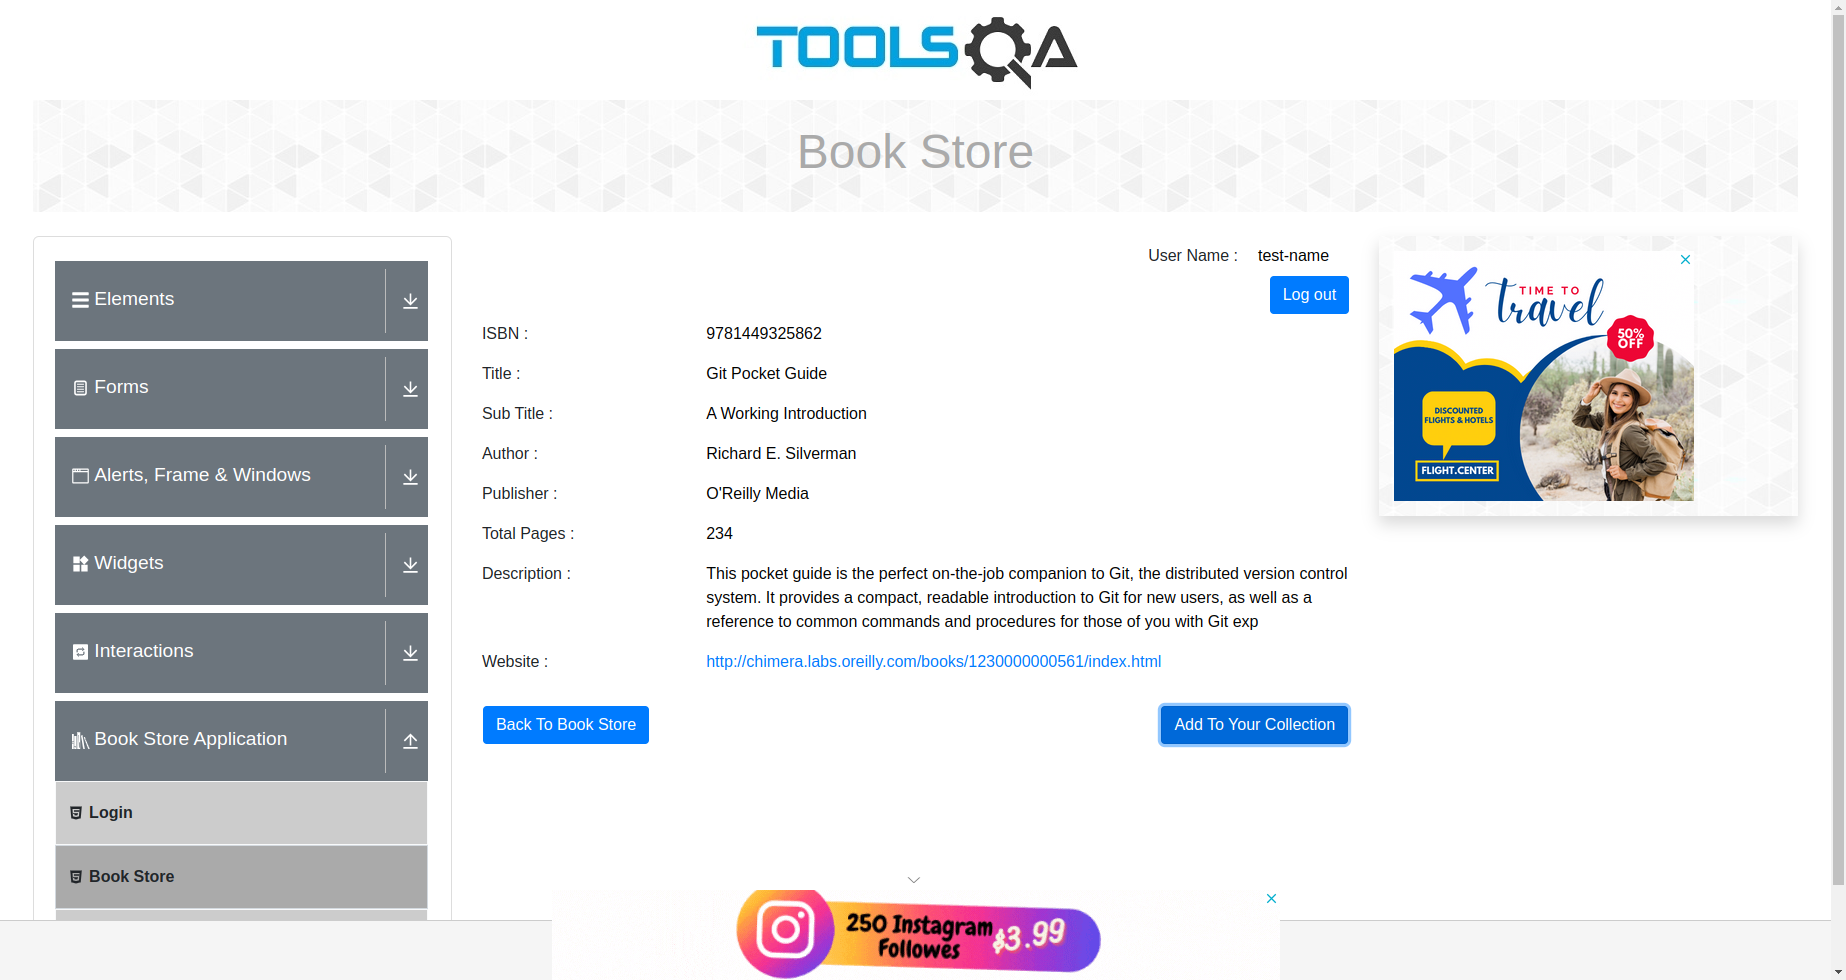 TOOLSQA
Book Store
Elements
Forms
Alerts, Frame & Windows
Widgets
Interactions
Book Store Application
Login
Book Store
User Name : test-name
Log out
ISBN : 9781449325862
Title : Git Pocket Guide
Sub Title : A Working Introduction
Author : Richard E. Silverman
Publisher : O'Reilly Media
Total Pages : 234
Description : This pocket guide is the perfect on-the-job companion to Git, the distributed version control
system. It provides a compact, readable introduction to Git for new users, as well as a
reference to common commands and procedures for those of you with Git exp
Website : http://chimera.labs.oreilly.com/books/1230000000561/index.html
Back To Book Store
Add To Your Collection
TIME TO
travel
50%
OFF
DISCOUNTED
FLIGHTS & HOTELS
FLIGHT.CENTER
250 Instagram
Followes
$3.99